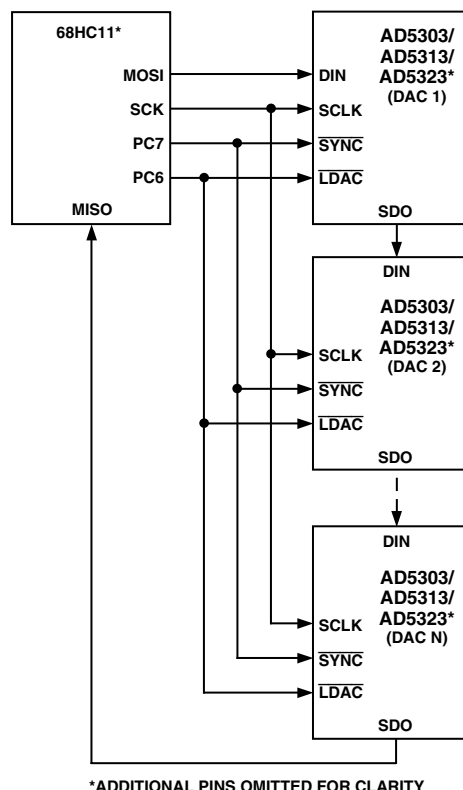 68HC11*
MOSI
SCK
PC7
PC6
MISO
AD5303/
AD5313/
AD5323*
(DAC 1)
DIN
SCLK
SYNC
LDAC
SDO
DIN
AD5303/
AD5313/
AD5323*
(DAC 2)
SCLK
SYNC
LDAC
SDO
DIN
AD5303/
AD5313/
AD5323*
(DAC N)
SCLK
SYNC
LDAC
SDO
*ADDITIONAL PINS OMITTED FOR CLARITY